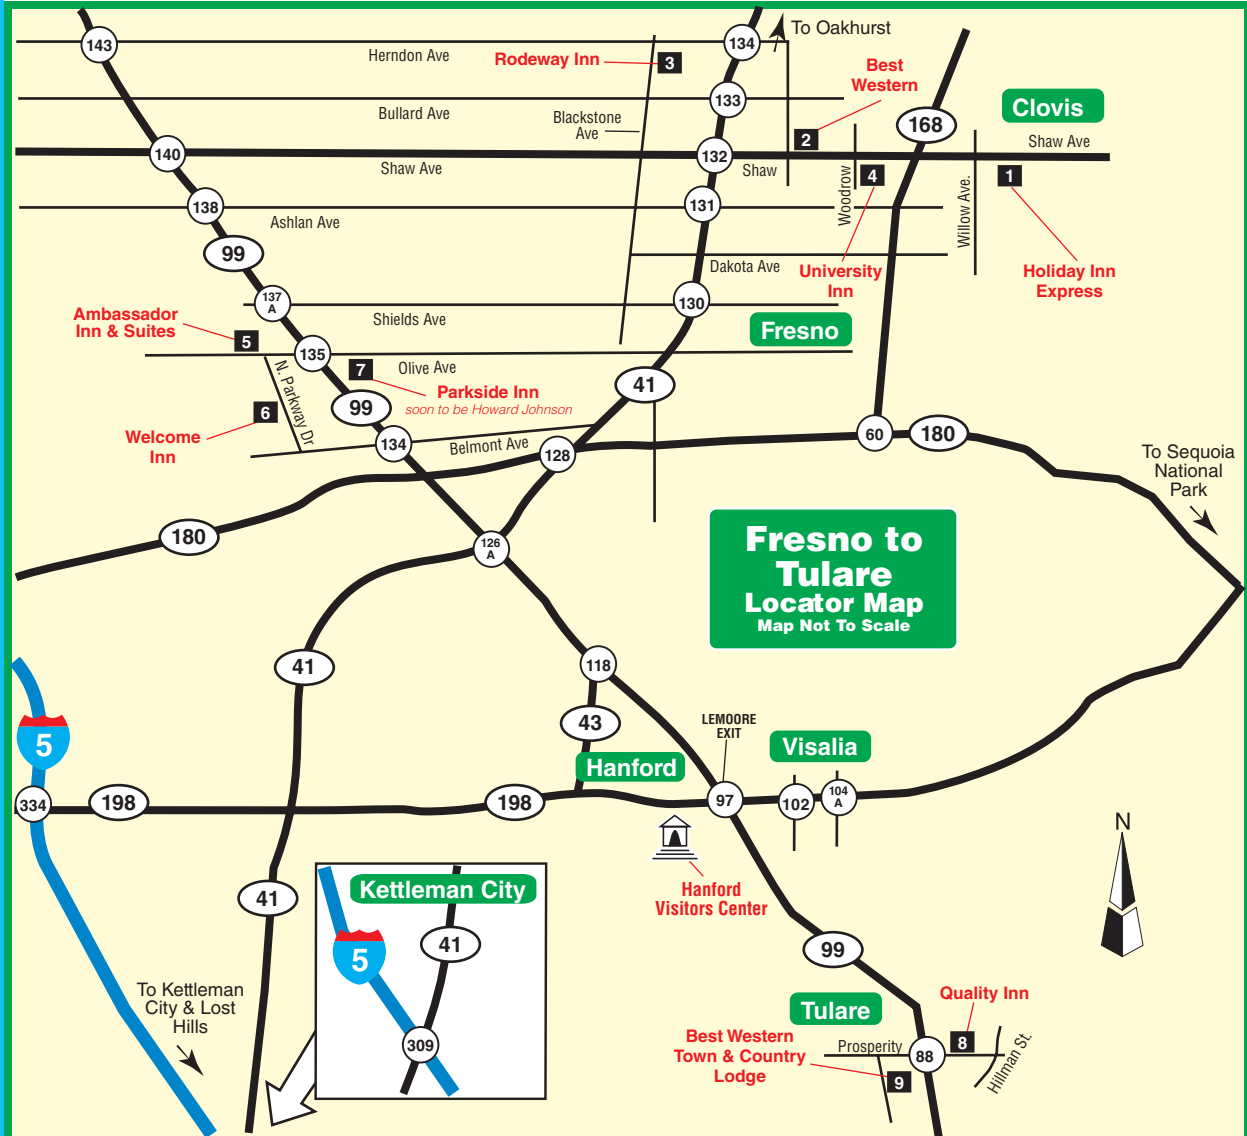 143
134
To Oakhurst
Herndon Ave
Rodeway Inn
3
Best
Western
133
Bullard Ave
Blackstone
Ave
168
Clovis
2
Shaw Ave
140
Shaw Ave
132
Shaw
4
1
Woodrow
Willow Ave.
138
Ashlan Ave
131
99
Dakota Ave
University
Inn
Holiday Inn
Express
137
A
130
Shields Ave
Ambassador
Inn & Suites
5
Fresno
135
7
Olive Ave
N. Parkway Dr
41
99
Parkside Inn
soon to be Howard Johnson
6
Welcome
Inn
134
Belmont Ave
128
60
180
To Sequoia
National
Park
180
126
A
Fresno to
Tulare
Locator Map
Map Not To Scale
41
118
43
LEMOORE
EXIT
5
Hanford
Visalia
334
198
198
97
102
104
A
N
Hanford
Visitors Center
41
Kettleman City
41
5
309
99
To Kettleman
City & Lost
Hills
Tulare
Quality Inn
Best Western
Town & Country
Lodge
Prosperity
88
8
Hillman St.
9